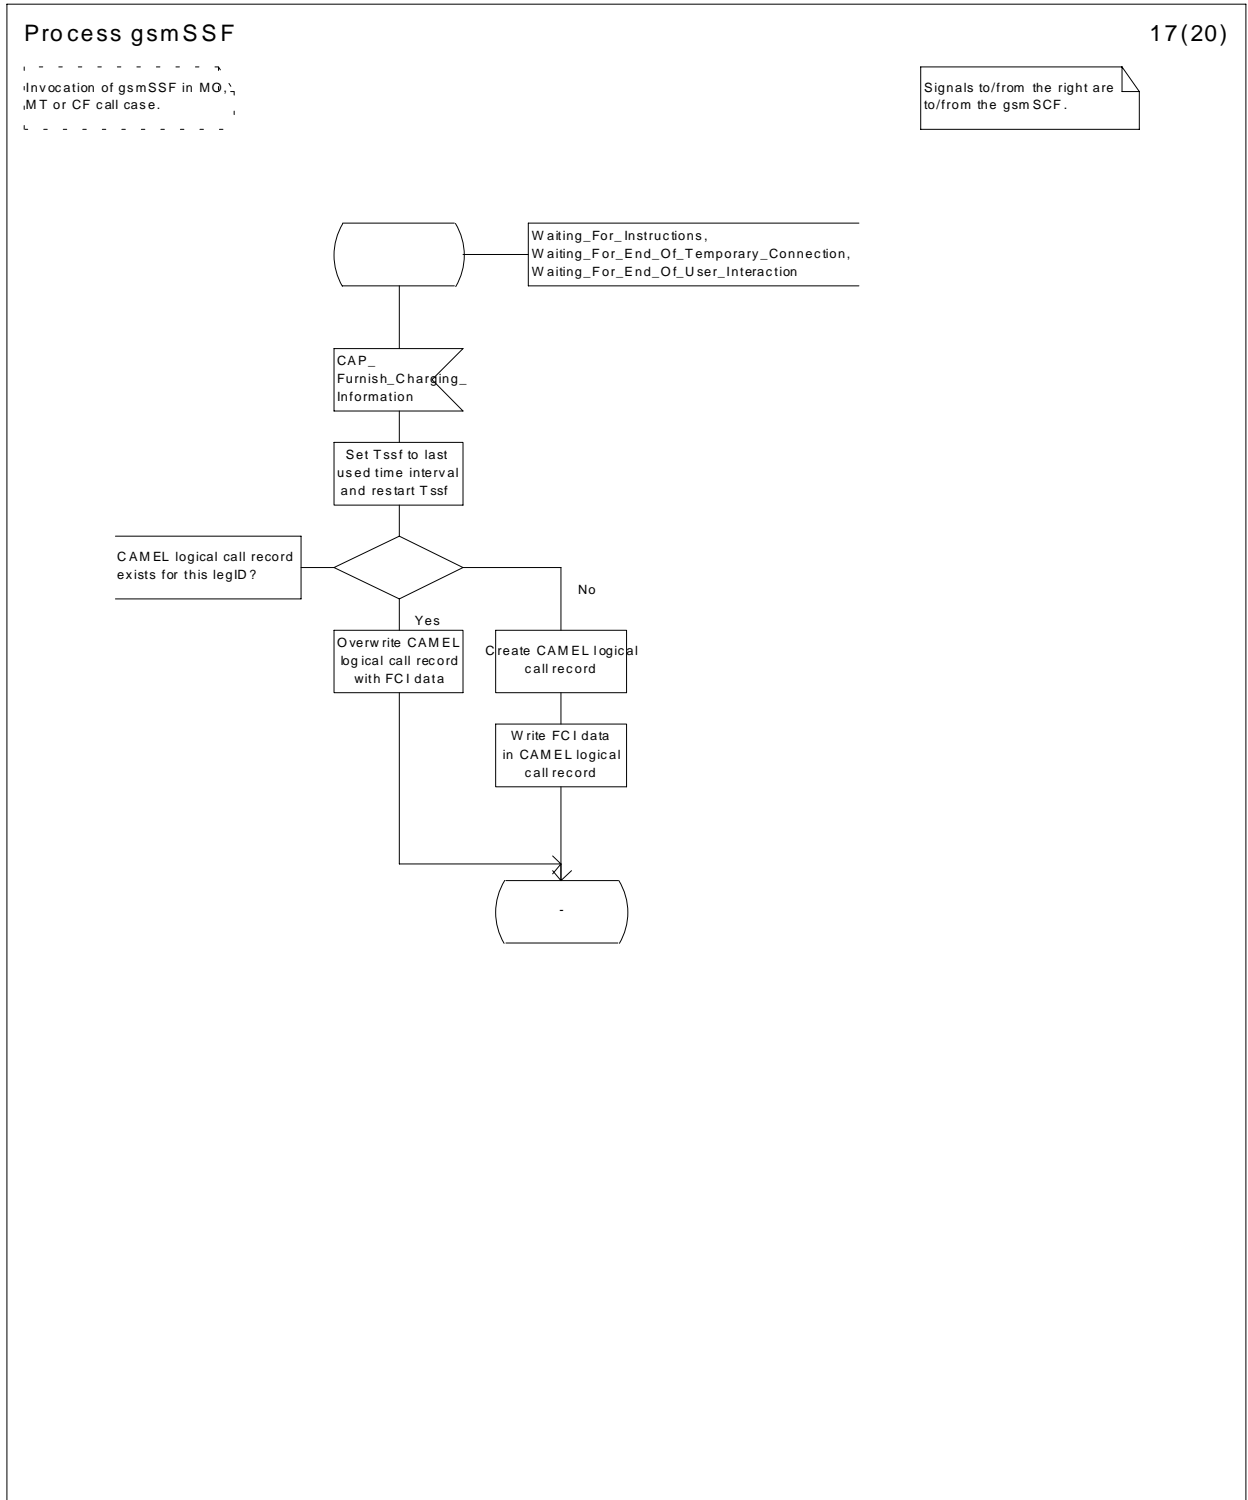 Process gsmSSF
17(20)
Invocation of gsmSSF in MO,
MT or CF call case.
Signals to/from the right are
to/from the gsmSCF.
Waiting_For_Instructions,
Waiting_For_End_Of_Temporary_Connection,
Waiting_For_End_Of_User_Interaction
CAP_
Furnish_Charging_
Information
Set Tssf to last
used time interval
and restart Tssf
CAMEL logical call record
exists for this legID?
No
Yes
Overwrite CAMEL
logical call record
with FCI data
Create CAMEL logical
call record
Write FCI data
in CAMEL logical
call record
-